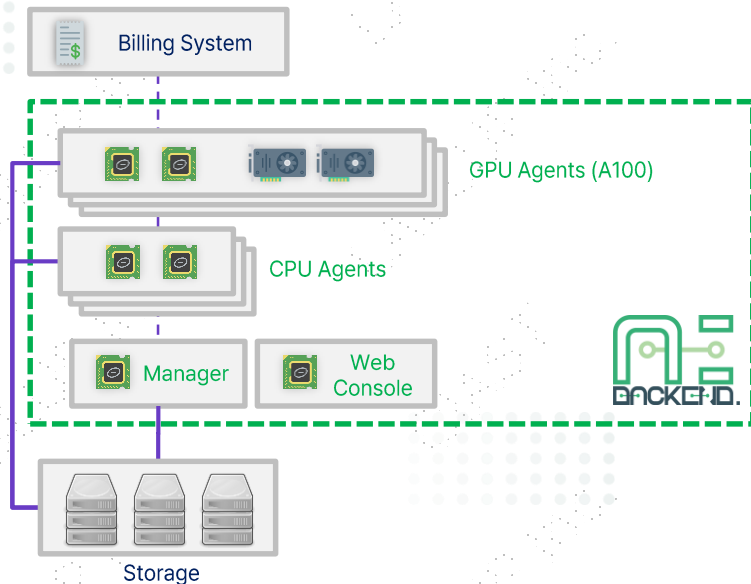 $
Billing System
GPU Agents (A100)
CPU Agents
Manager
Web
Console
BACKEND.
Storage